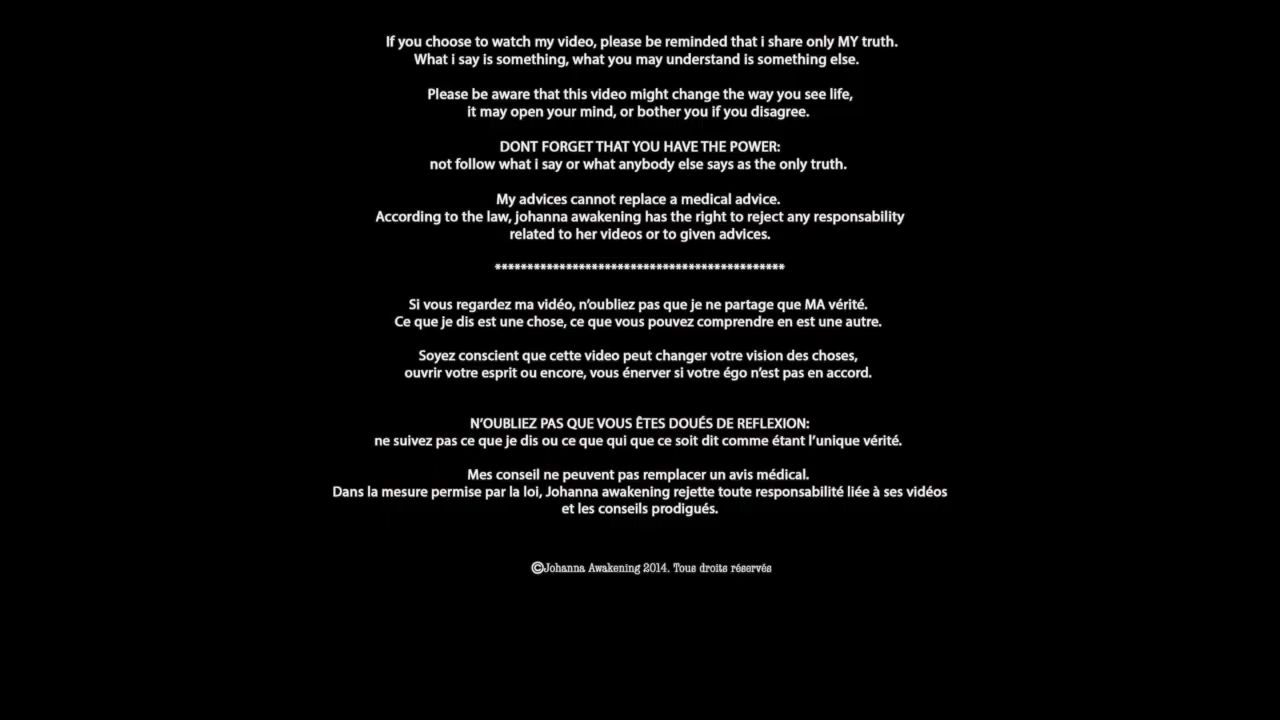 If you choose to watch my video, please be reminded that i share only MY truth.
What i say is something, what you may understand is something else.
Please be aware that this video might change the way you see life,
it may open your mind, or bother you if you disagree.
DONT FORGET THAT YOU HAVE THE POWER:
not follow what i say or what anybody else says as the only truth.
My advices cannot replace a medical advice.
According to the law, johanna awakening has the right to reject any responsability
related to her videos or to given advices.
*********************************************
Si vous regardez ma vidéo, n'oubliez pas que je ne partage que MA vérité.
Ce que je dis est une chose, ce que vous pouvez comprendre en est une autre.
Soyez conscient que cette video peut changer votre vision des choses,
ouvrir votre esprit ou encore, vous énerver si votre égo n'est pas en accord.
N'OUBLIEZ PAS QUE VOUS ÊTES DOUÉS DE REFLEXION:
ne suivez pas ce que je dis ou ce que qui que ce soit dit comme étant l'unique vérité.
Mes conseil ne peuvent pas remplacer un avis médical.
Dans la mesure permise par la loi, Johanna awakening rejette toute responsabilité liée à ses vidéos
et les conseils prodigués.
©Johanna Awakening 2014. Tous droits réservés